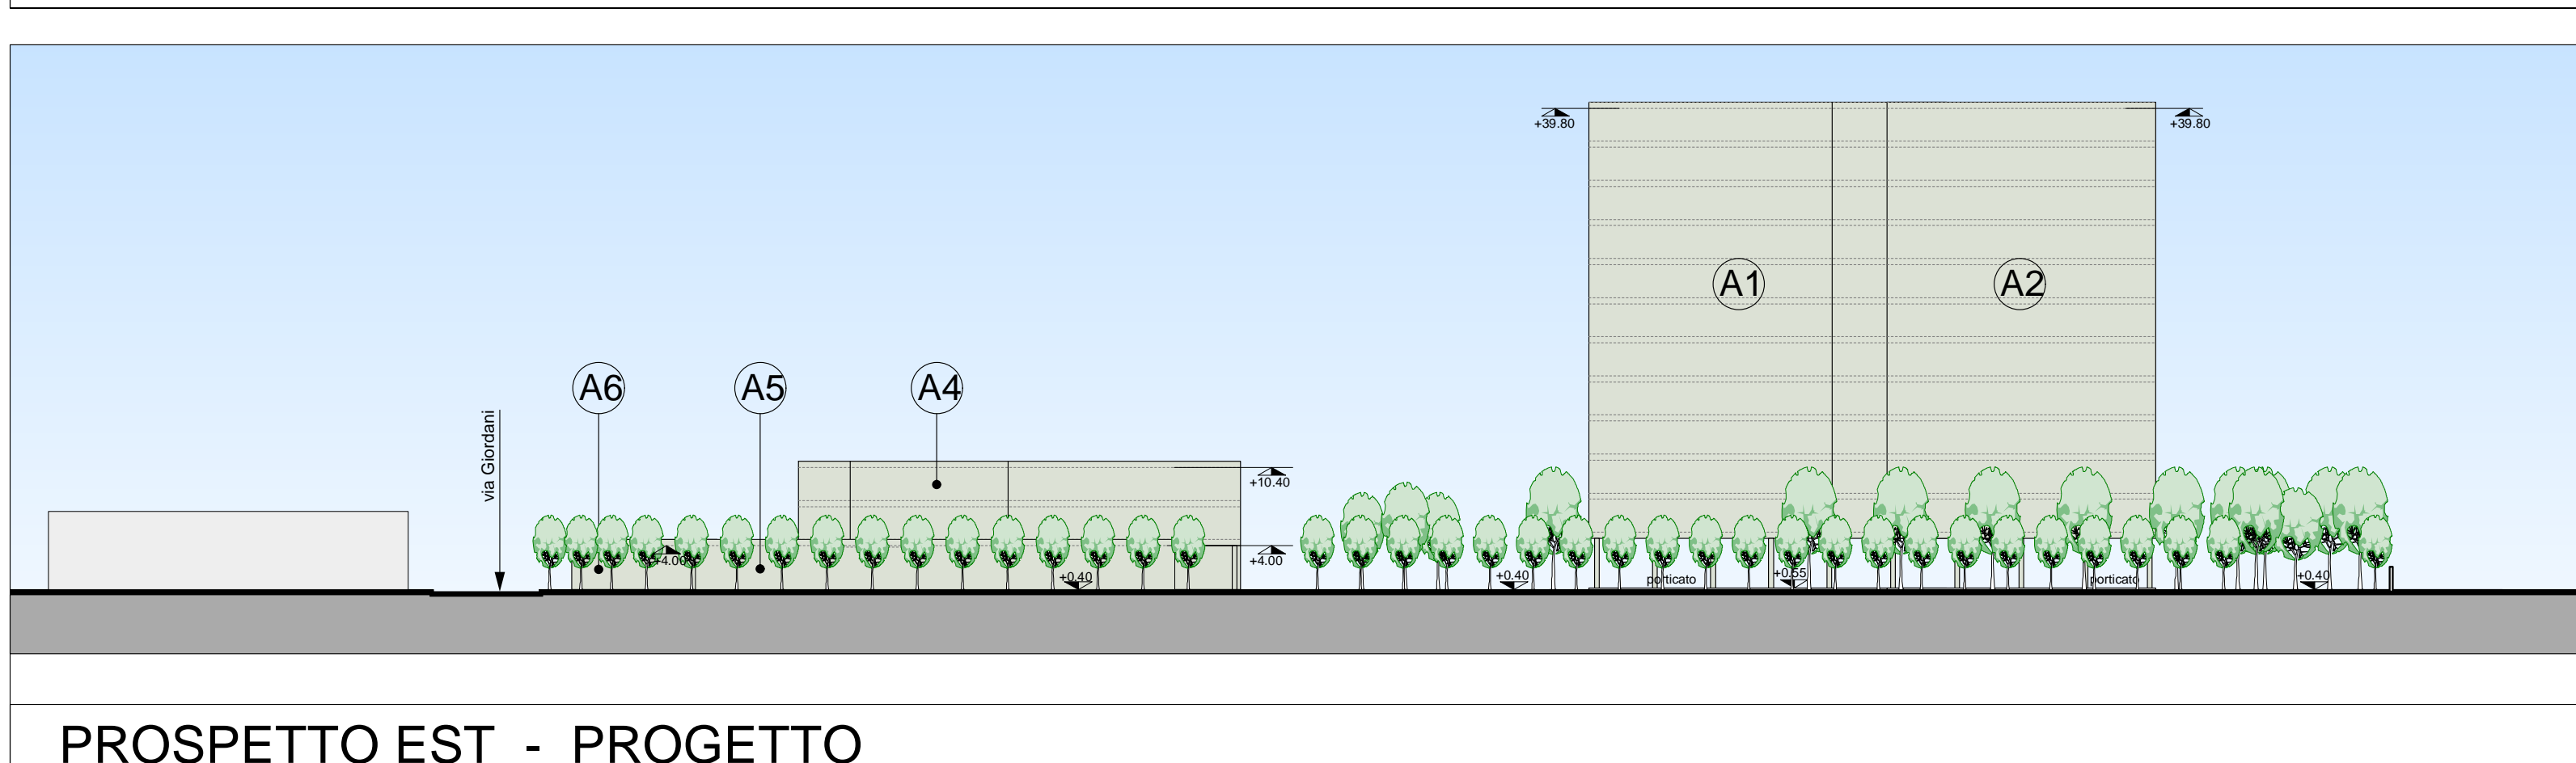 +39.80
+39.80
A1
A2
A6
A5
A4
via Giordani
+10.40
+4.00
+4.00
+0.40
+0.40
porticato
+0.55
porticato
+0.40
PROSPETTO EST - PROGETTO